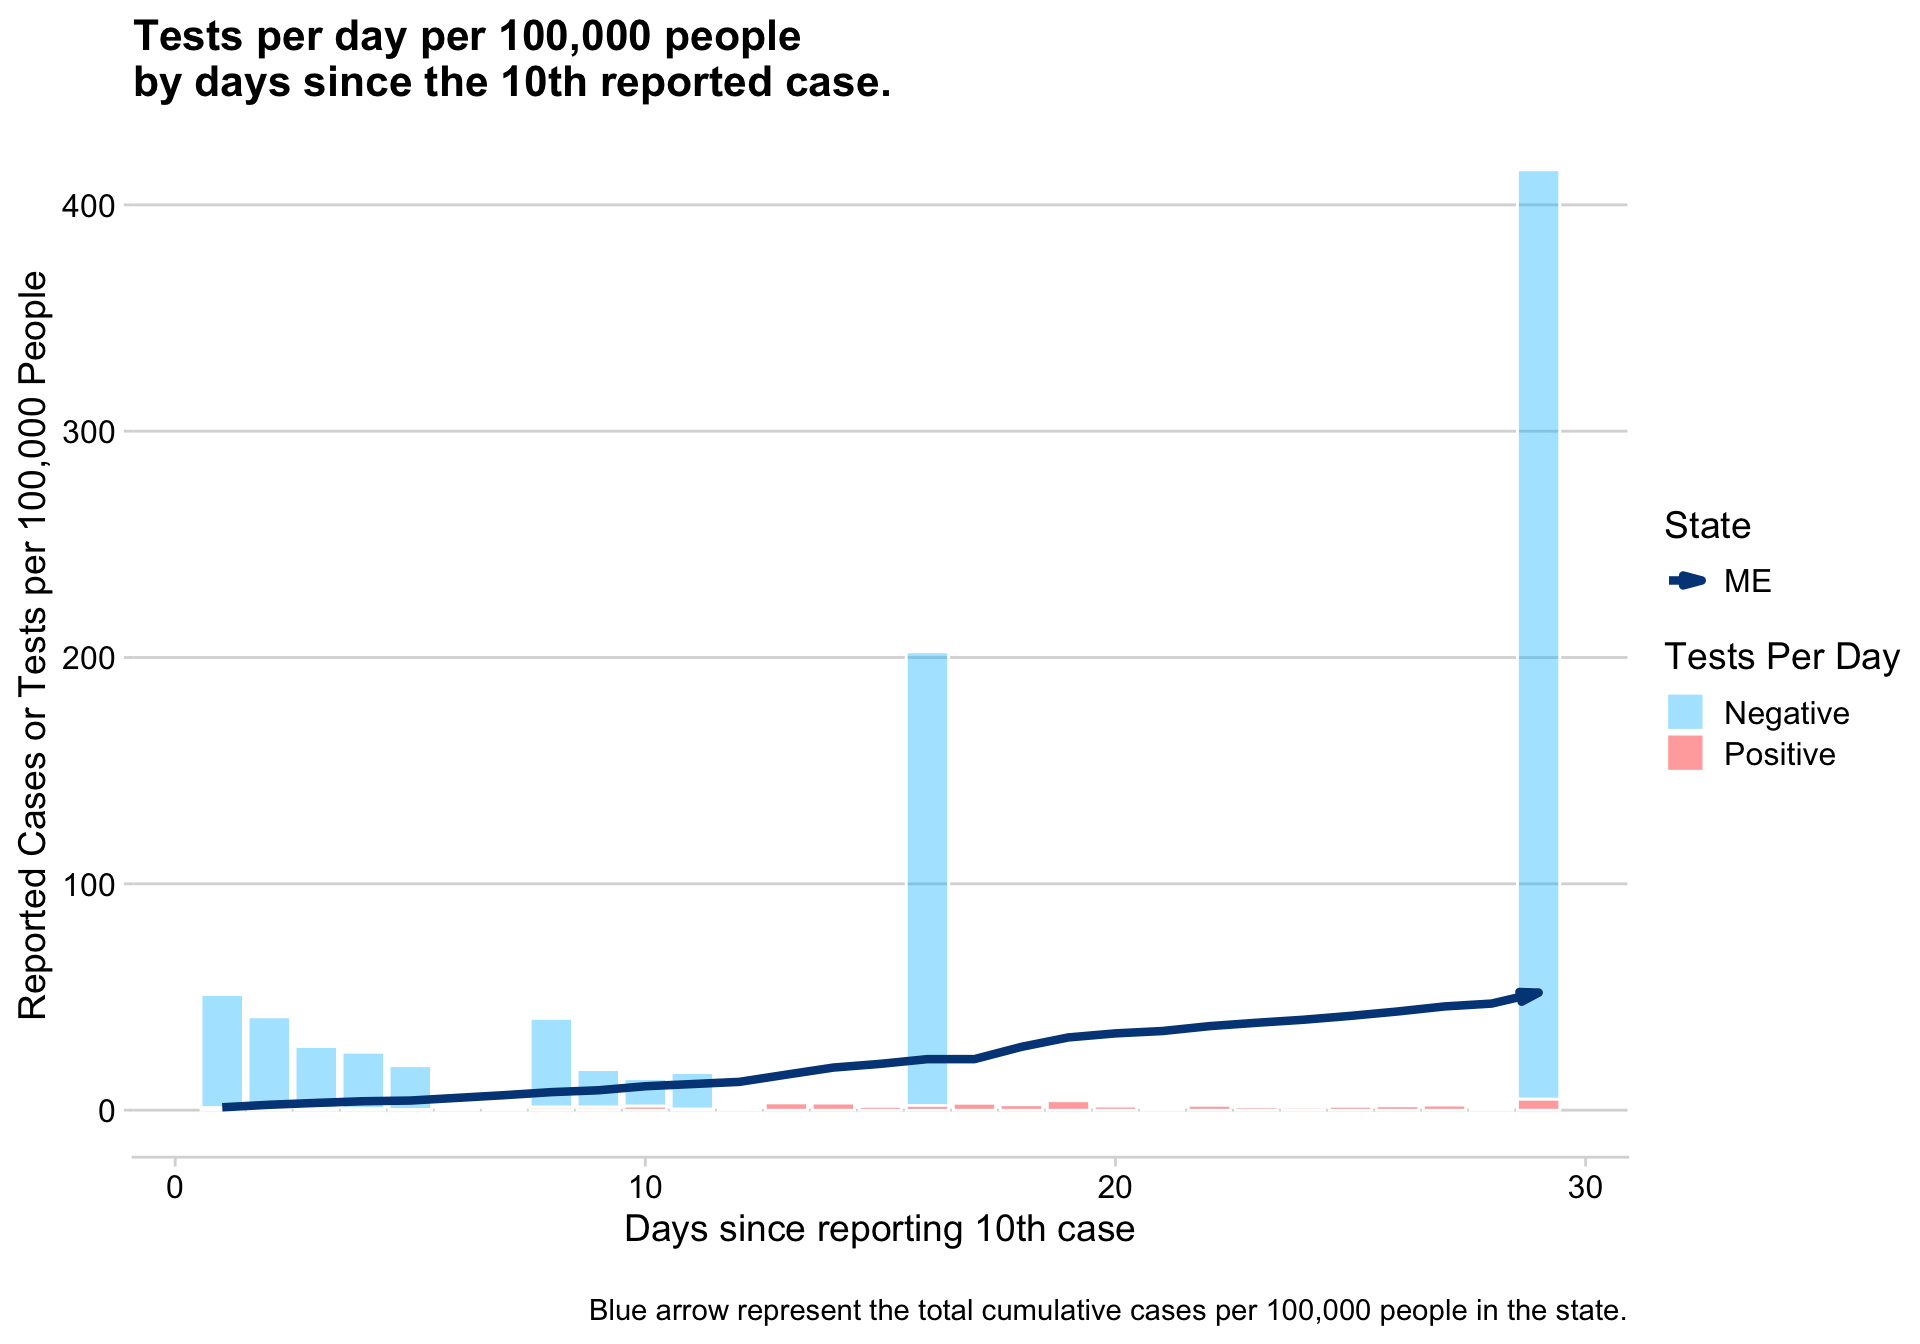 Tests per day per 100,000 people
by days since the 10th reported case.
Reported Cases or Tests per 100,000 People
400
300
200
100
0
0
10
20
30
Days since reporting 10th case
State
ME
Tests Per Day
Negative
Positive
Blue arrow represent the total cumulative cases per 100,000 people in the state.